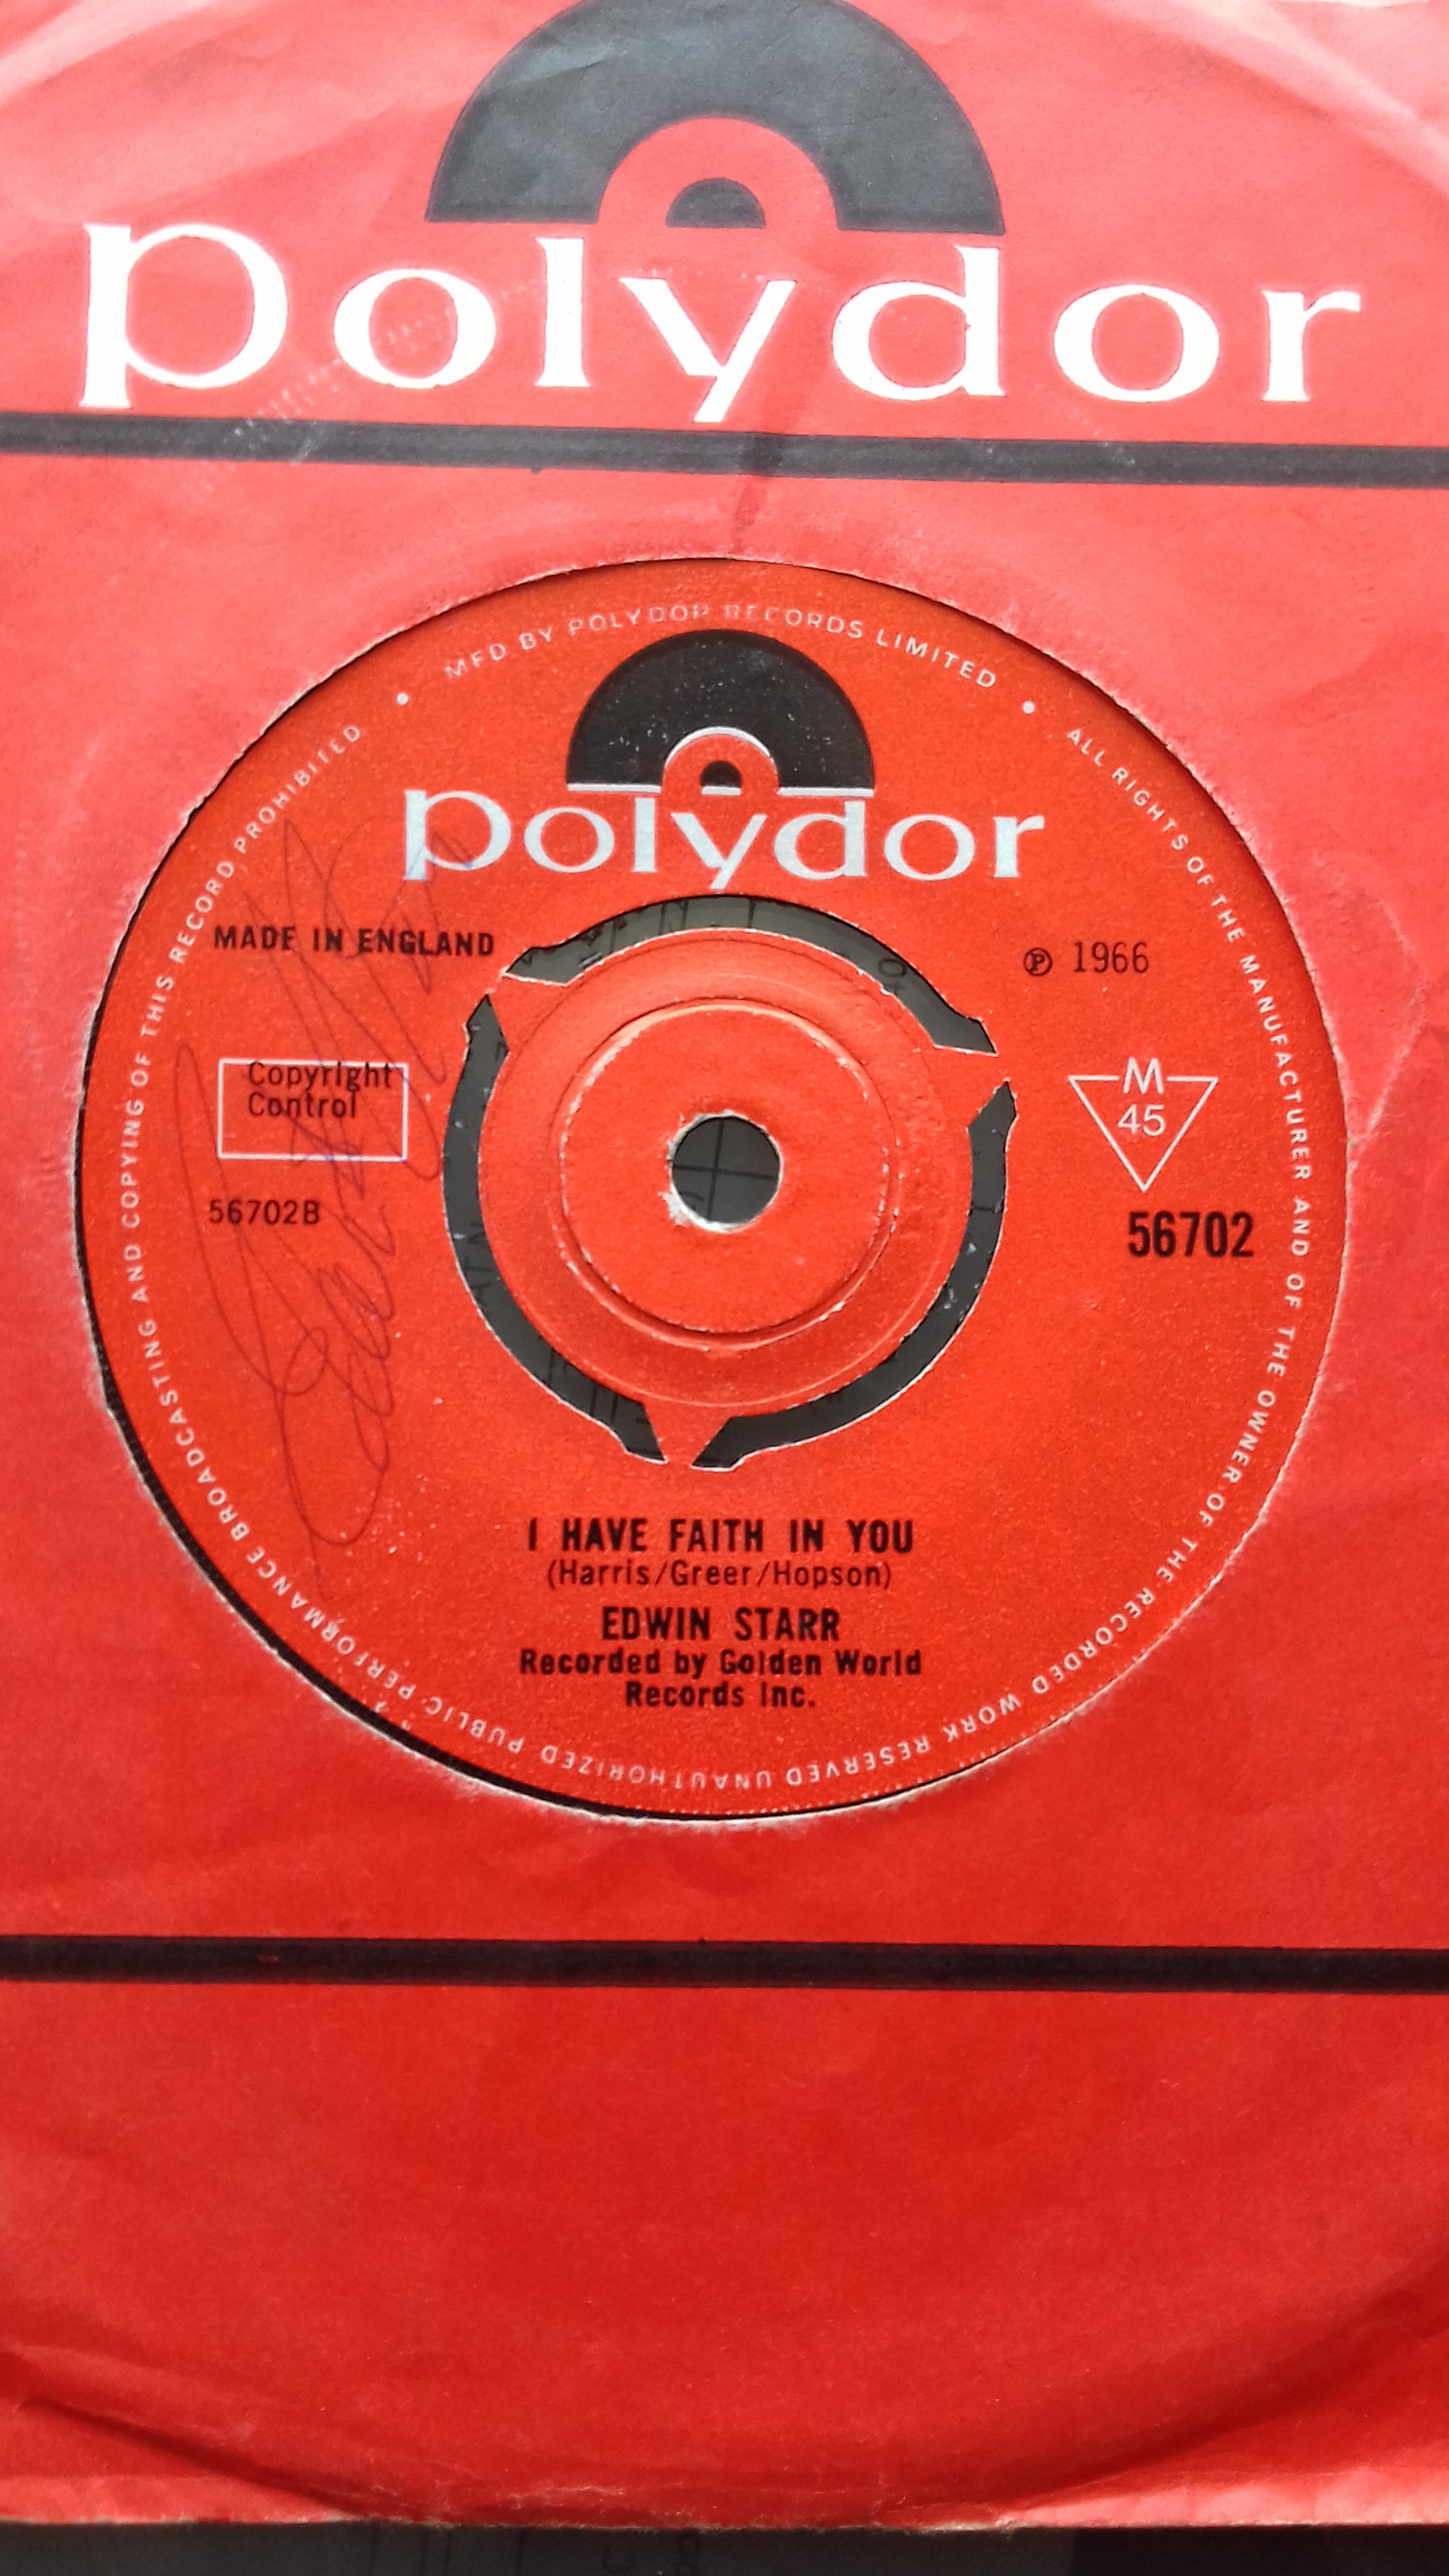 polydor
MFD BY POLYDOR RECORDS LIMITED • ALL RIGHTS OF THE MANUFACTURER AND OF THE OWNER OF THE RECORDED WORK RESERVED UNAUTHORIZED PUBLIC PERFORMANCE BROADCASTING AND COPYING OF THIS RECORD PROHIBITED •
polydor
MADE IN ENGLAND
℗ 1966
Copyright
Control
M
45
56702B
56702
I HAVE FAITH IN YOU
(Harris/Greer/Hopson)
EDWIN STARR
Recorded by Golden World
Records Inc.